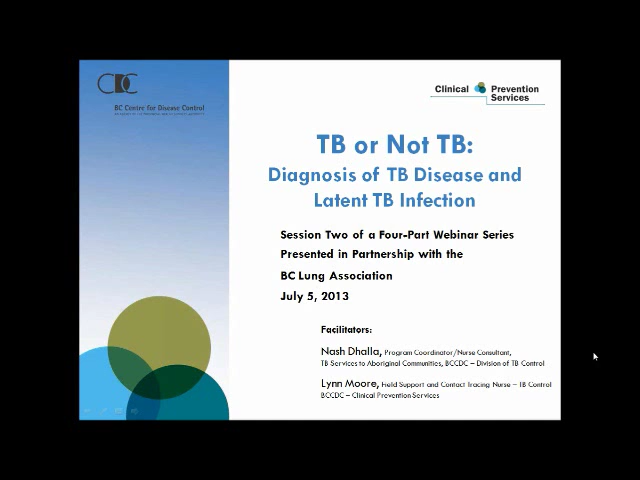 CDC
BC Centre for Disease Control
Clinical Prevention
Services
TB or Not TB:
Diagnosis of TB Disease and
Latent TB Infection
Session Two of a Four-Part Webinar Series
Presented in Partnership with the
BC Lung Association
July 5, 2013
Facilitators:
Nash Dhalla, Program Coordinator/Nurse Consultant,
TB Services to Aboriginal Communities, BCCDC – Division of TB Control
Lynn Moore, Field Support and Contact Tracing Nurse – TB Control
BCCDC – Clinical Prevention Services